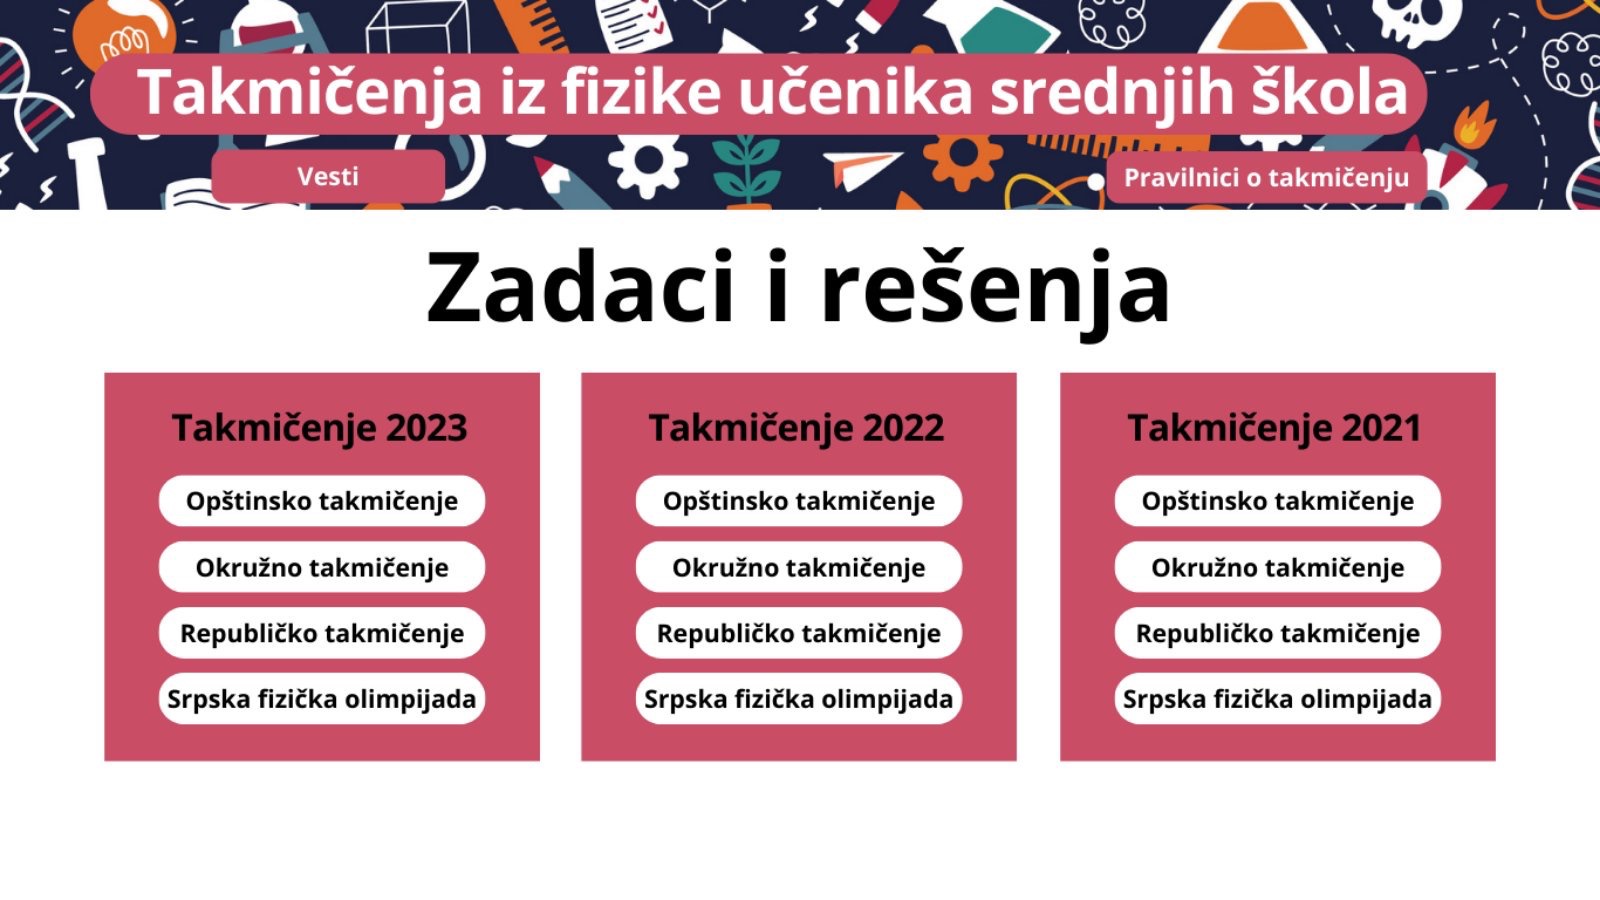 Takmičenja iz fizike učenika srednjih škola
Vesti
Pravilnici o takmičenju
Zadaci i rešenja
Takmičenje 2023
Opštinsko takmičenje
Okružno takmičenje
Republičko takmičenje
Srpska fizička olimpijada
Takmičenje 2022
Opštinsko takmičenje
Okružno takmičenje
Republičko takmičenje
Srpska fizička olimpijada
Takmičenje 2021
Opštinsko takmičenje
Okružno takmičenje
Republičko takmičenje
Srpska fizička olimpijada